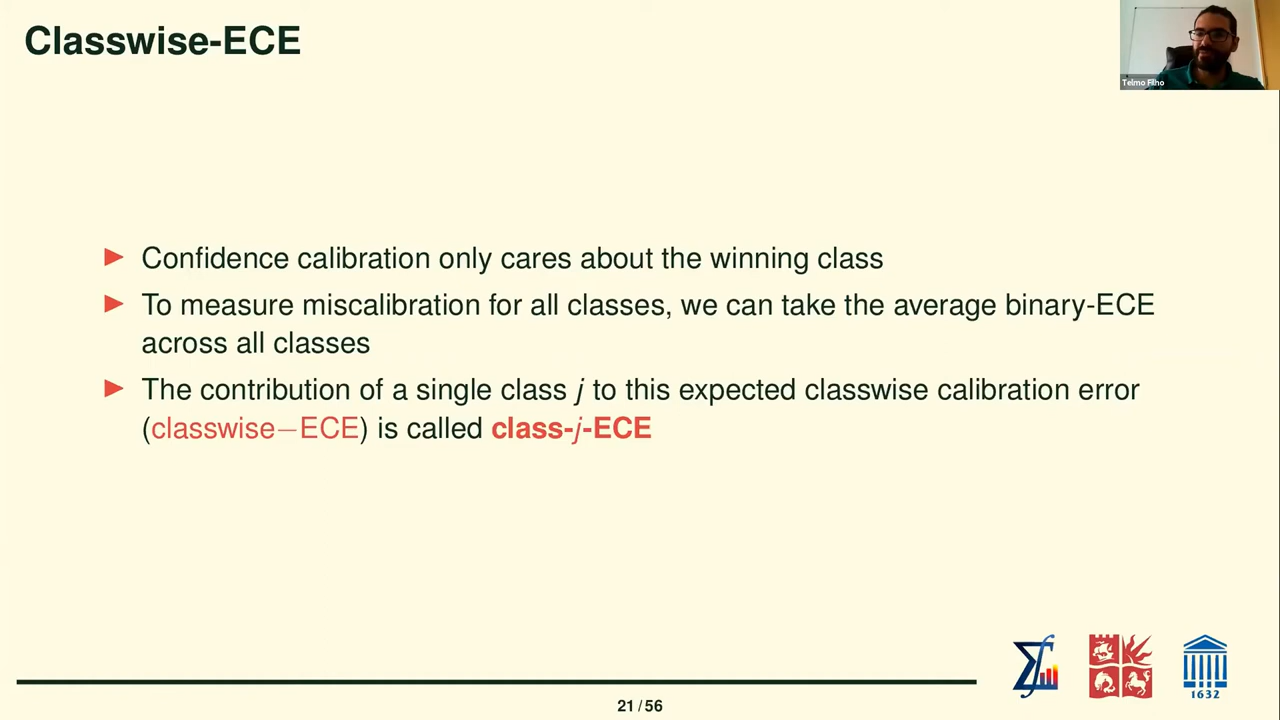 Classwise-ECE
Telmo Filho
Confidence calibration only cares about the winning class
To measure miscalibration for all classes, we can take the average binary-ECE
across all classes
The contribution of a single class j to this expected classwise calibration error
(classwise−ECE) is called class-j-ECE
1632
21 / 56